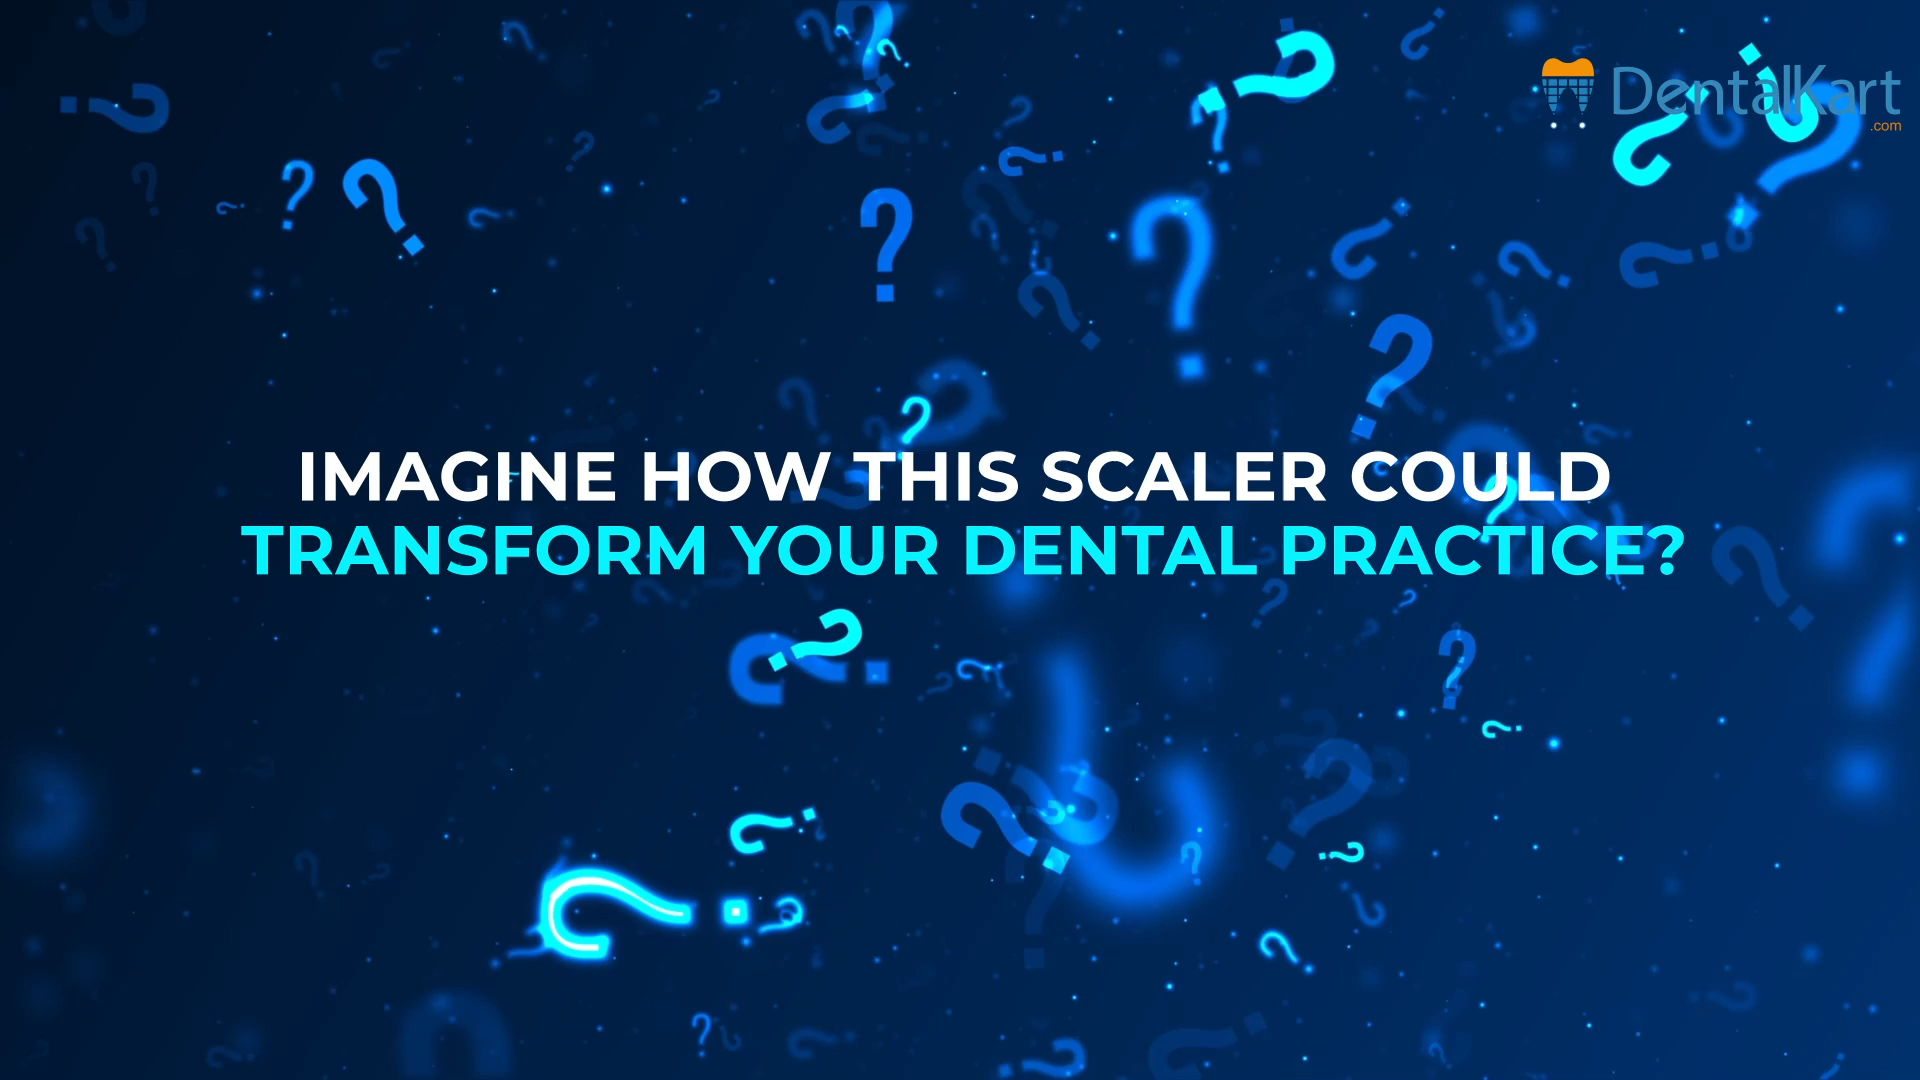 DentalKart
.com
IMAGINE HOW THIS SCALER COULD
TRANSFORM YOUR DENTAL PRACTICE?